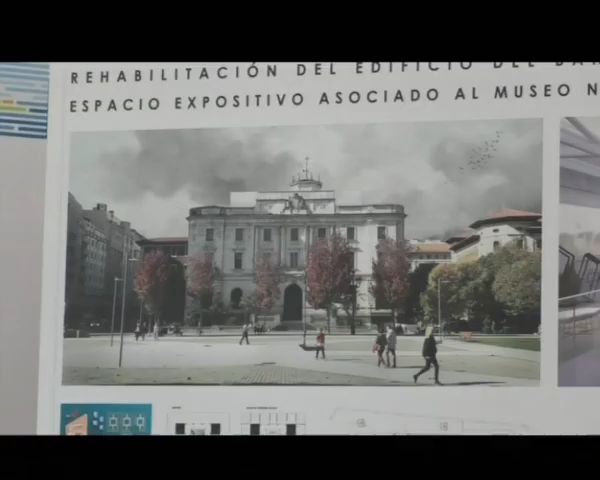 REHABILITACIÓN DEL EDIFICIO DEL
ESPACIO EXPOSITIVO ASOCIADO AL MUSEO N